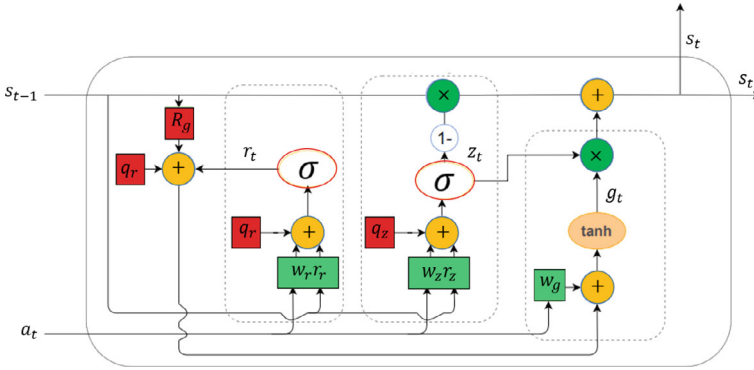 s_t
s_{t-1}
×
+
s_t
R_g
1-
q_r
+
r_t
σ
σ
z_t
×
g_t
q_r
+
q_z
+
tanh
w_r r_r
w_z r_z
w_g
+
a_t